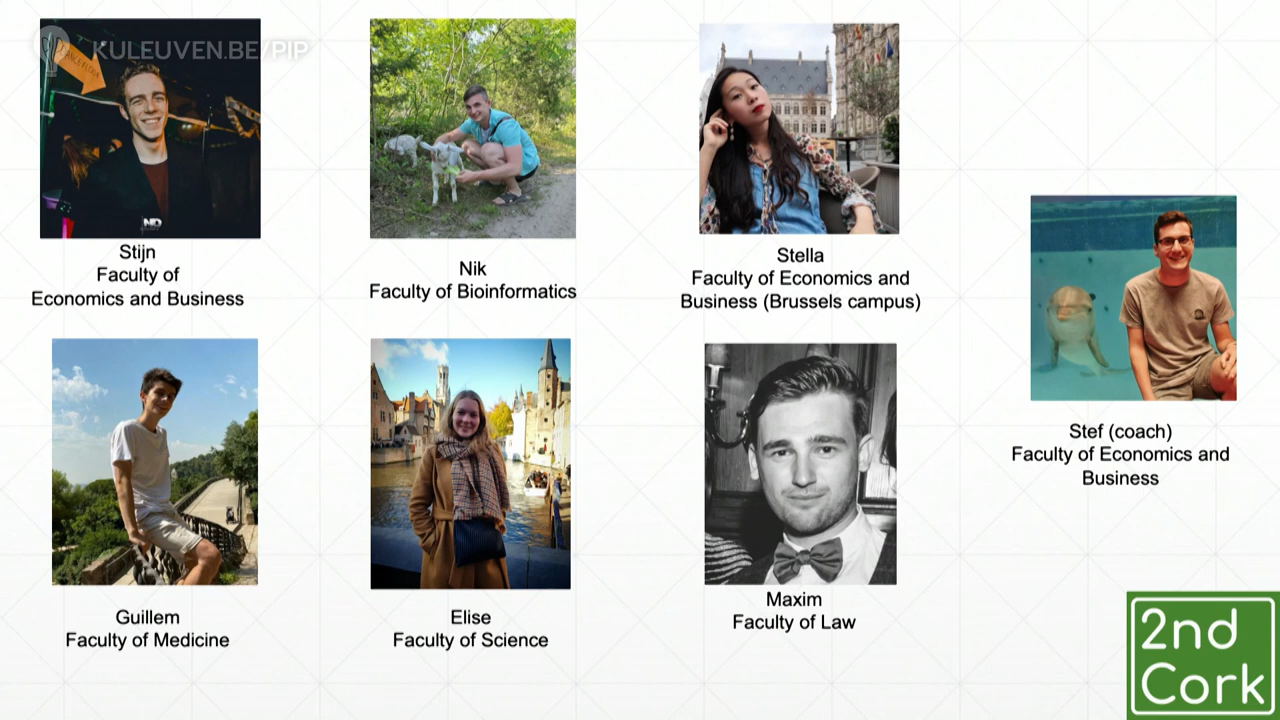 KULEUVEN.BE/PIP
Stijn
Faculty of
Economics and Business
Nik
Faculty of Bioinformatics
Stella
Faculty of Economics and
Business (Brussels campus)
Stef (coach)
Faculty of Economics and
Business
Guillem
Faculty of Medicine
Elise
Faculty of Science
Maxim
Faculty of Law
2nd
Cork